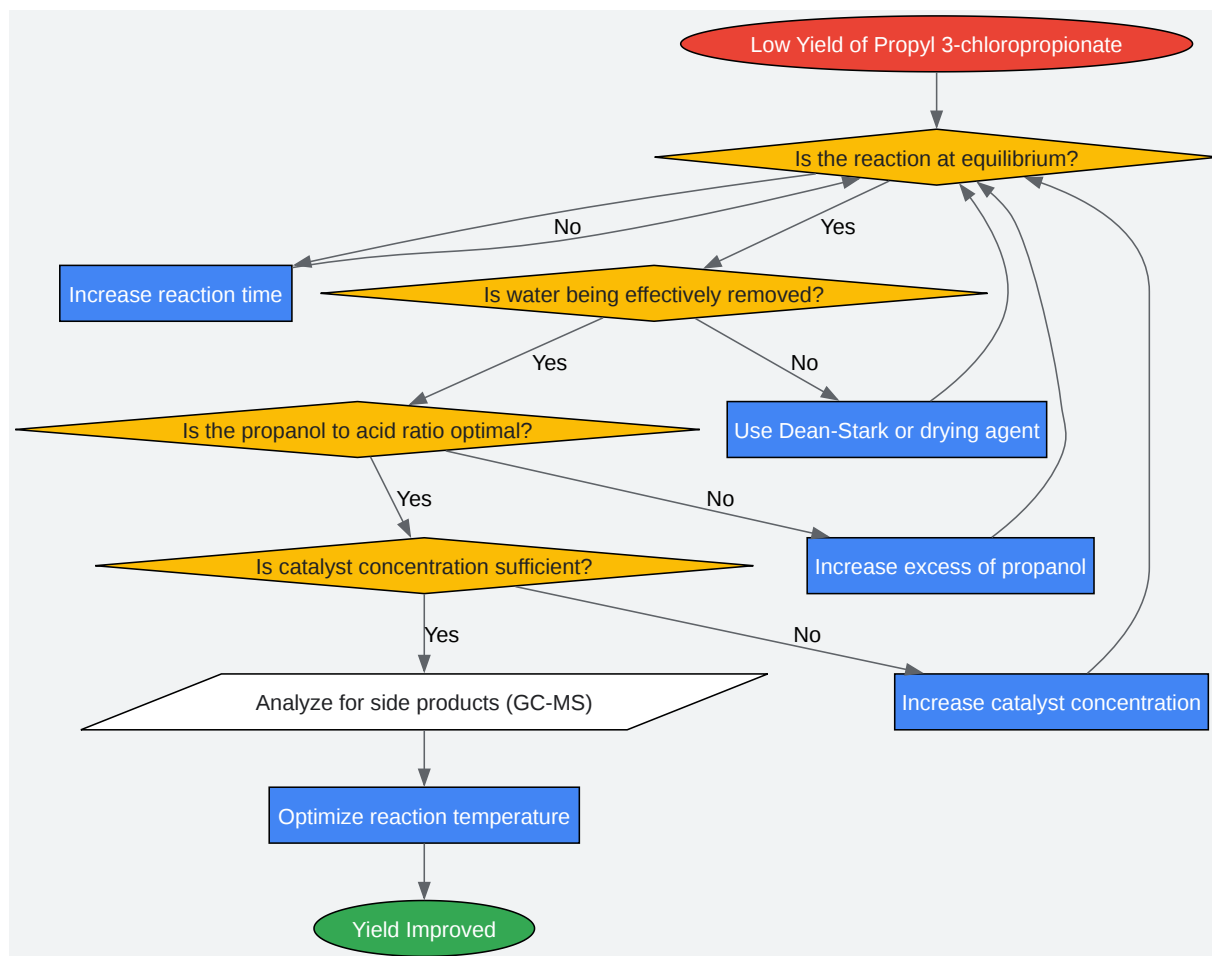 Low Yield of Propyl 3-chloropropionate
Is the reaction at equilibrium?
No
Yes
Increase reaction time
Is water being effectively removed?
Yes
No
Is the propanol to acid ratio optimal?
Use Dean-Stark or drying agent
Yes
No
Is catalyst concentration sufficient?
Increase excess of propanol
Yes
No
Analyze for side products (GC-MS)
Increase catalyst concentration
Optimize reaction temperature
Yield Improved